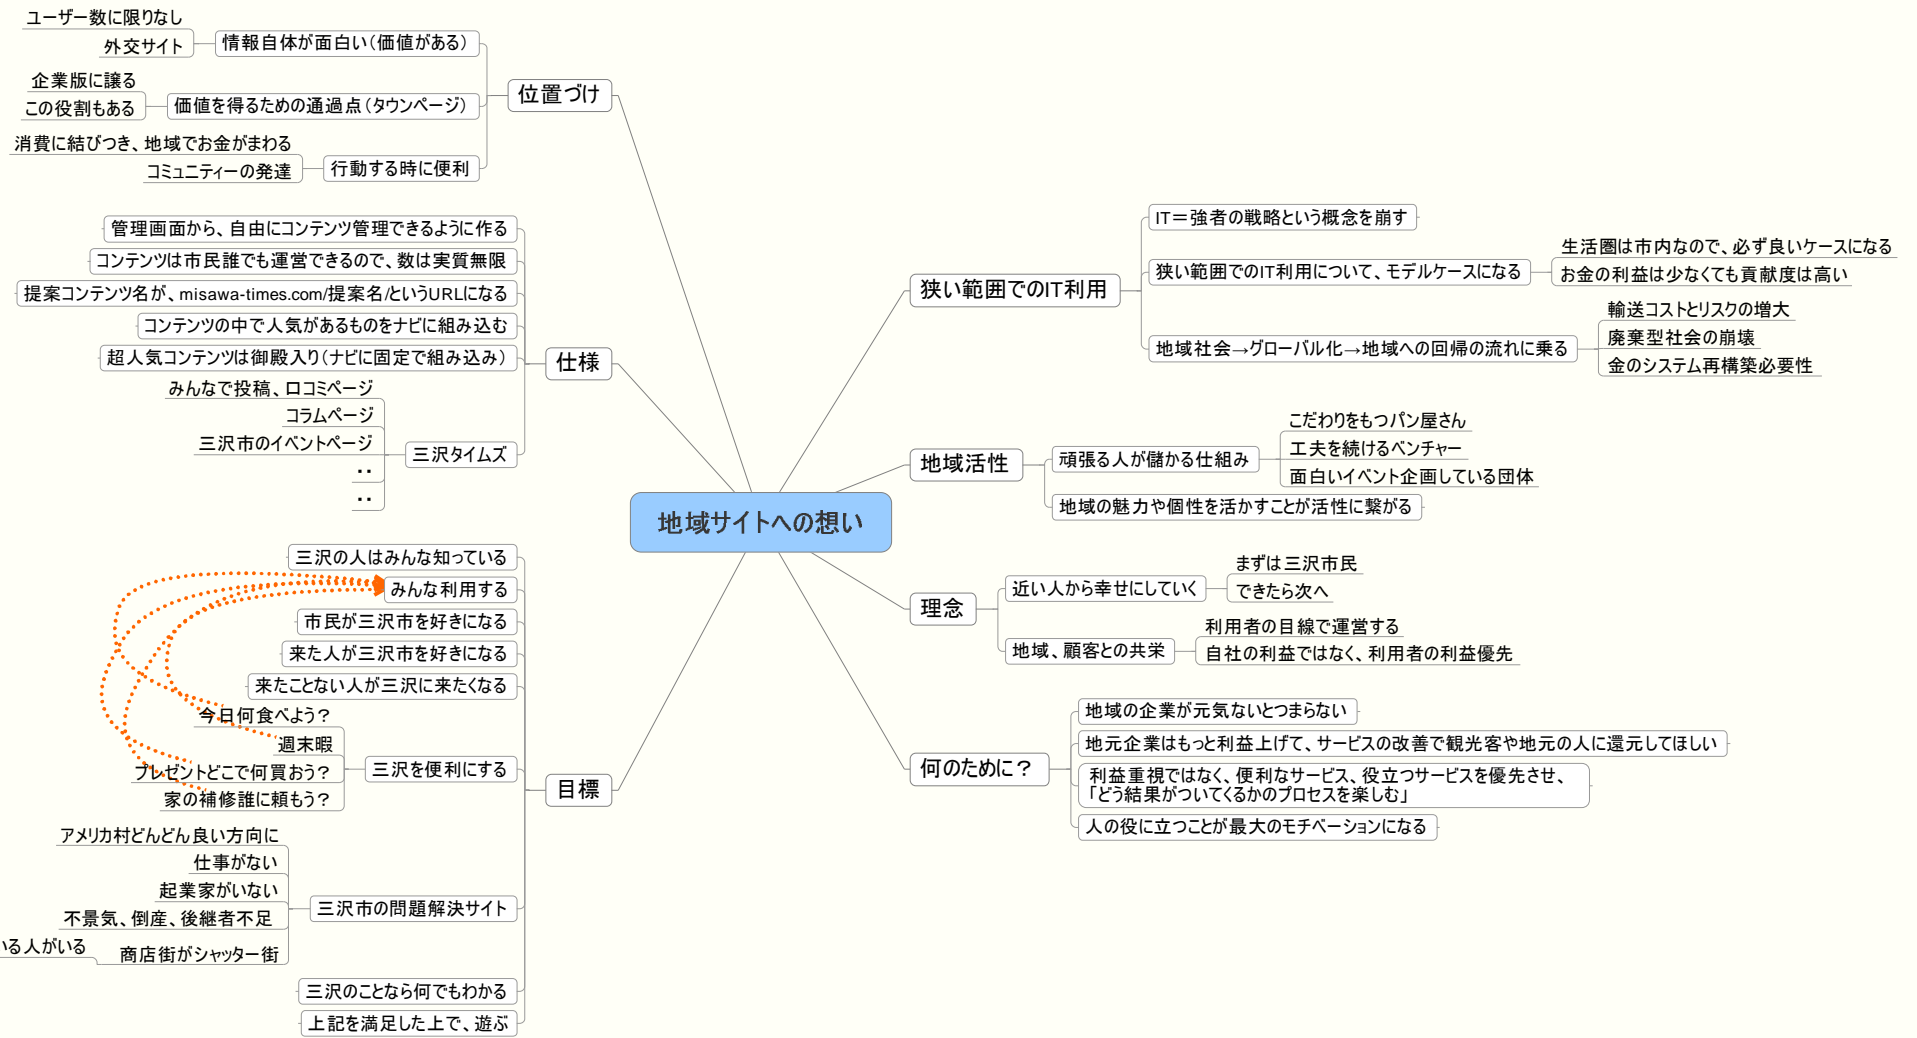 地域サイトへの想い
位置づけ
情報自体が面白い(価値がある)
ユーザー数に限りなし
外交サイト
価値を得るための通過点(タウンページ)
企業版に譲る
この役割もある
行動する時に便利
消費に結びつき、地域でお金がまわる
コミュニティーの発達
仕様
管理画面から、自由にコンテンツ管理できるように作る
コンテンツは市民誰でも運営できるので、数は実質無限
提案コンテンツ名が、misawa-times.com/提案名/というURLになる
コンテンツの中で人気があるものをナビに組み込む
超人気コンテンツは御殿入り(ナビに固定で組み込み)
三沢タイムズ
みんなで投稿、口コミページ
コラムページ
三沢市のイベントページ
・・
・・
目標
三沢の人はみんな知っている
みんな利用する
市民が三沢市を好きになる
来た人が三沢市を好きになる
来たことない人が三沢に来たくなる
三沢を便利にする
今日何食べよう?
週末暇
プレゼントどこで何買おう?
家の補修誰に頼もう?
三沢市の問題解決サイト
アメリカ村どんどん良い方向に
仕事がない
起業家がいない
不景気、倒産、後継者不足
商店街がシャッター街
いる人がいる
三沢のことなら何でもわかる
上記を満足した上で、遊ぶ
狭い範囲でのIT利用
IT=強者の戦略という概念を崩す
狭い範囲でのIT利用について、モデルケースになる
生活圏は市内なので、必ず良いケースになる
お金の利益は少なくても貢献度は高い
地域社会→グローバル化→地域への回帰の流れに乗る
輸送コストとリスクの増大
廃棄型社会の崩壊
金のシステム再構築必要性
地域活性
頑張る人が儲かる仕組み
こだわりをもつパン屋さん
工夫を続けるベンチャー
面白いイベント企画している団体
地域の魅力や個性を活かすことが活性に繋がる
理念
近い人から幸せにしていく
まずは三沢市民
できたら次へ
地域、顧客との共栄
利用者の目線で運営する
自社の利益ではなく、利用者の利益優先
何のために?
地域の企業が元気ないとつまらない
地元企業はもっと利益上げて、サービスの改善で観光客や地元の人に還元してほしい
利益重視ではなく、便利なサービス、役立つサービスを優先させ、
「どう結果がついてくるかのプロセスを楽しむ」
人の役に立つことが最大のモチベーションになる